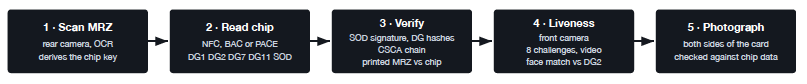 1 · Scan MRZ
rear camera, OCR
derives the chip key
2 · Read chip
NFC, BAC or PACE
DG1 DG2 DG7 DG11 SOD
3 · Verify
SOD signature, DG hashes
CSCA chain
printed MRZ vs chip
4 · Liveness
front camera
8 challenges, video
face match vs DG2
5 · Photograph
both sides of the card
checked against chip data